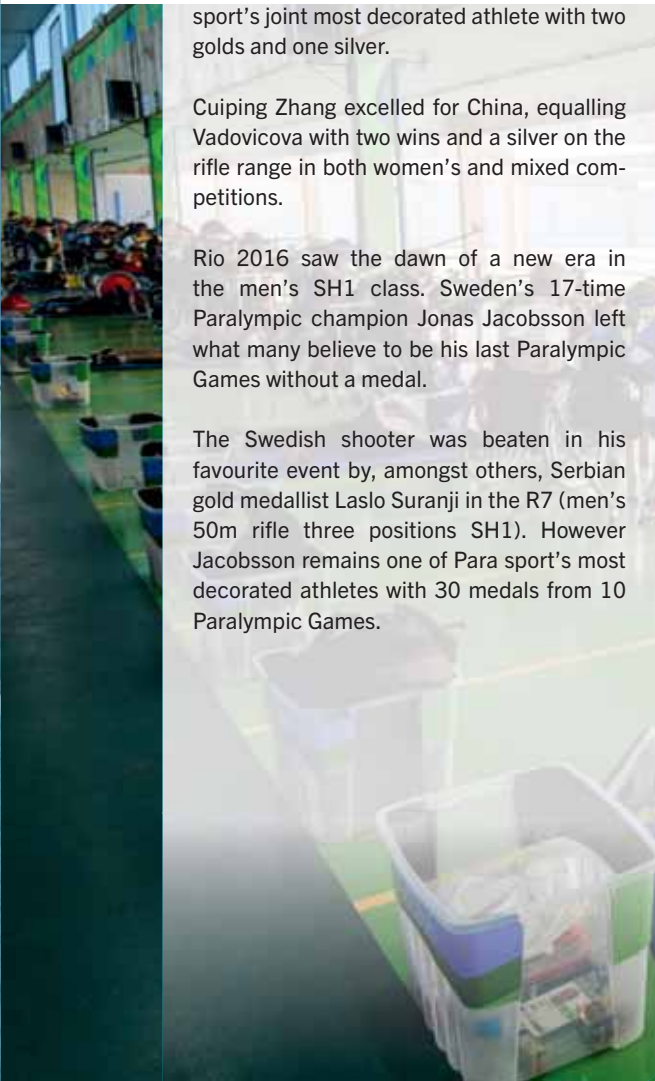 sport's joint most decorated athlete with two
golds and one silver.
Cuiping Zhang excelled for China, equalling
Vadovicova with two wins and a silver on the
rifle range in both women's and mixed com-
petitions.
Rio 2016 saw the dawn of a new era in
the men's SH1 class. Sweden's 17-time
Paralympic champion Jonas Jacobsson left
what many believe to be his last Paralympic
Games without a medal.
The Swedish shooter was beaten in his
favourite event by, amongst others, Serbian
gold medallist Laslo Suranji in the R7 (men's
50m rifle three positions SH1). However
Jacobsson remains one of Para sport's most
decorated athletes with 30 medals from 10
Paralympic Games.